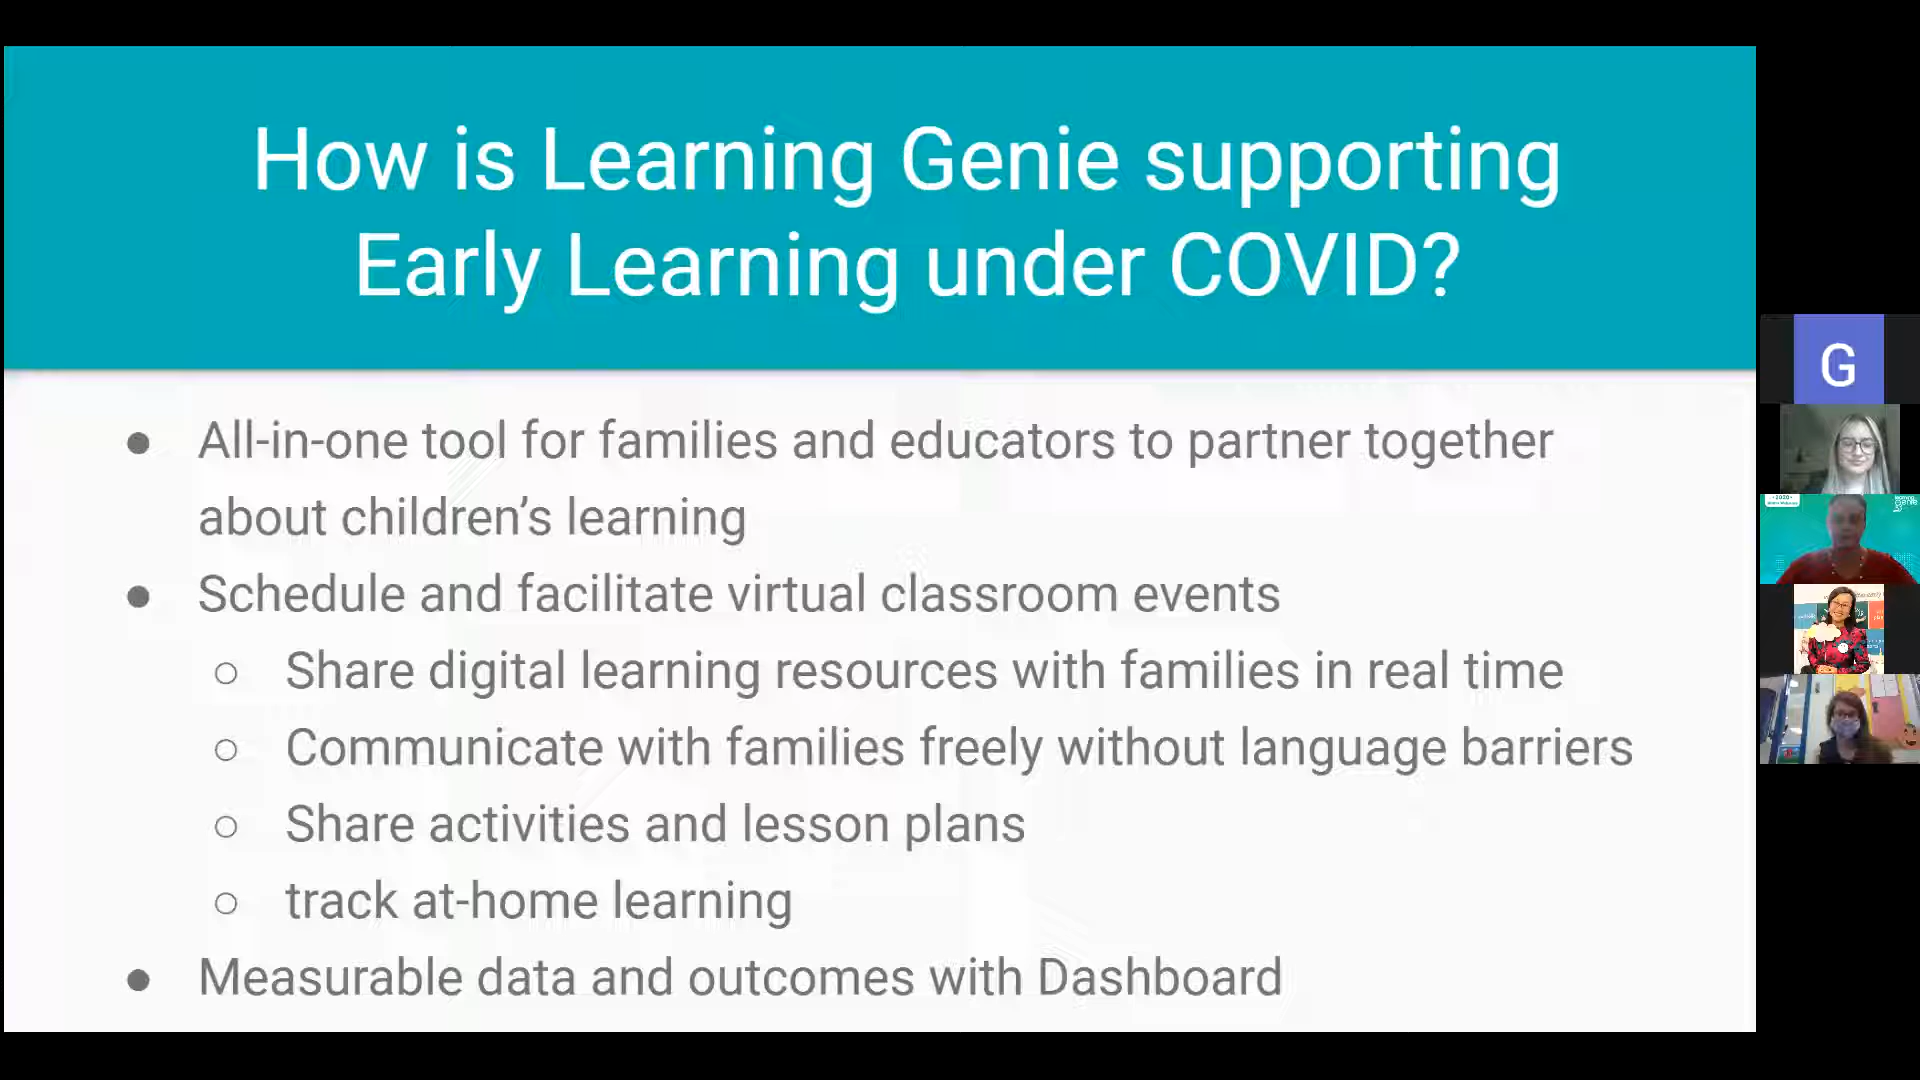 How is Learning Genie supporting
Early Learning under COVID?
● All-in-one tool for families and educators to partner together
about children’s learning
● Schedule and facilitate virtual classroom events
○ Share digital learning resources with families in real time
○ Communicate with families freely without language barriers
○ Share activities and lesson plans
○ track at-home learning
● Measurable data and outcomes with Dashboard
G
2020
learning
Genie